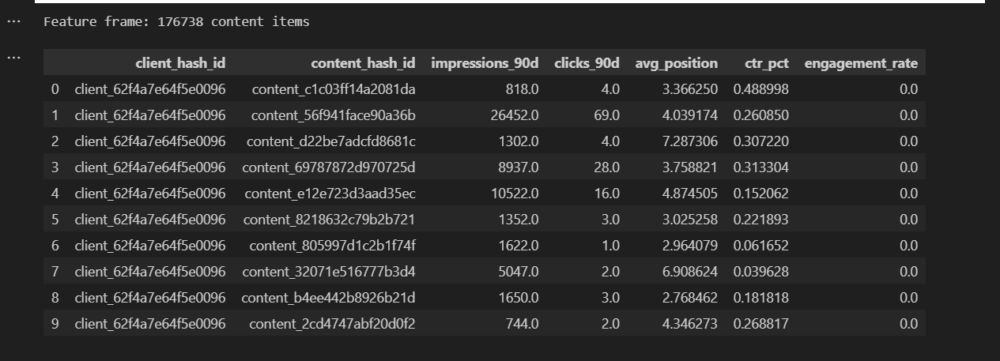 ... Feature frame: 176738 content items
...
client_hash_id content_hash_id impressions_90d clicks_90d avg_position ctr_pct engagement_rate
0 client_62f4a7e64f5e0096 content_c1c03ff14a2081da 818.0 4.0 3.366250 0.488998 0.0
1 client_62f4a7e64f5e0096 content_56f941face90a36b 26452.0 69.0 4.039174 0.260850 0.0
2 client_62f4a7e64f5e0096 content_d22be7adcfd8681c 1302.0 4.0 7.287306 0.307220 0.0
3 client_62f4a7e64f5e0096 content_69787872d970725d 8937.0 28.0 3.758821 0.313304 0.0
4 client_62f4a7e64f5e0096 content_e12e723d3aad35ec 10522.0 16.0 4.874505 0.152062 0.0
5 client_62f4a7e64f5e0096 content_8218632c79b2b721 1352.0 3.0 3.025258 0.221893 0.0
6 client_62f4a7e64f5e0096 content_805997d1c2b1f74f 1622.0 1.0 2.964079 0.061652 0.0
7 client_62f4a7e64f5e0096 content_32071e516777b3d4 5047.0 2.0 6.908624 0.039628 0.0
8 client_62f4a7e64f5e0096 content_b4ee442b8926b21d 1650.0 3.0 2.768462 0.181818 0.0
9 client_62f4a7e64f5e0096 content_2cd4747abf20d0f2 744.0 2.0 4.346273 0.268817 0.0